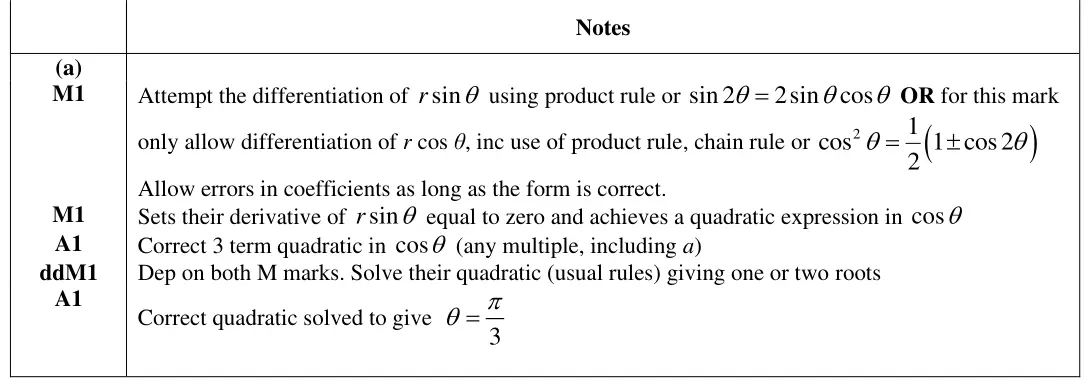 Notes
(a)
M1 Attempt the differentiation of r sin θ using product rule or sin 2θ = 2 sin θ cos θ OR for this mark
only allow differentiation of r cos θ, inc use of product rule, chain rule or cos² θ = 1/2 (1 ± cos 2θ)
Allow errors in coefficients as long as the form is correct.
M1 Sets their derivative of r sin θ equal to zero and achieves a quadratic expression in cos θ
A1 Correct 3 term quadratic in cos θ (any multiple, including a)
ddM1 Dep on both M marks. Solve their quadratic (usual rules) giving one or two roots
A1 Correct quadratic solved to give θ = π/3